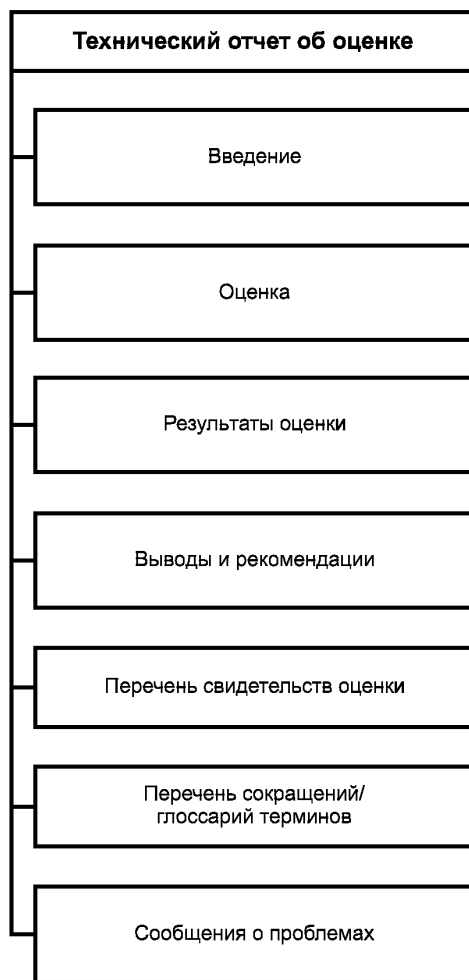 Технический отчет об оценке
Введение
Оценка
Результаты оценки
Выводы и рекомендации
Перечень свидетельств оценки
Перечень сокращений/
глоссарий терминов
Сообщения о проблемах